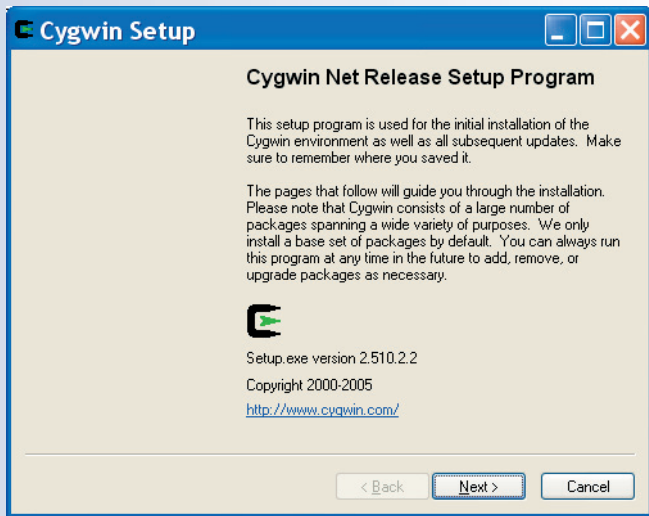 Cygwin Setup
Cygwin Net Release Setup Program
This setup program is used for the initial installation of the
Cygwin environment as well as all subsequent updates. Make
sure to remember where you saved it.
The pages that follow will guide you through the installation.
Please note that Cygwin consists of a large number of
packages spanning a wide variety of purposes. We only
install a base set of packages by default. You can always run
this program at any time in the future to add, remove, or
upgrade packages as necessary.
Setup.exe version 2.510.2.2
Copyright 2000-2005
http://www.cygwin.com/
< Back Next > Cancel